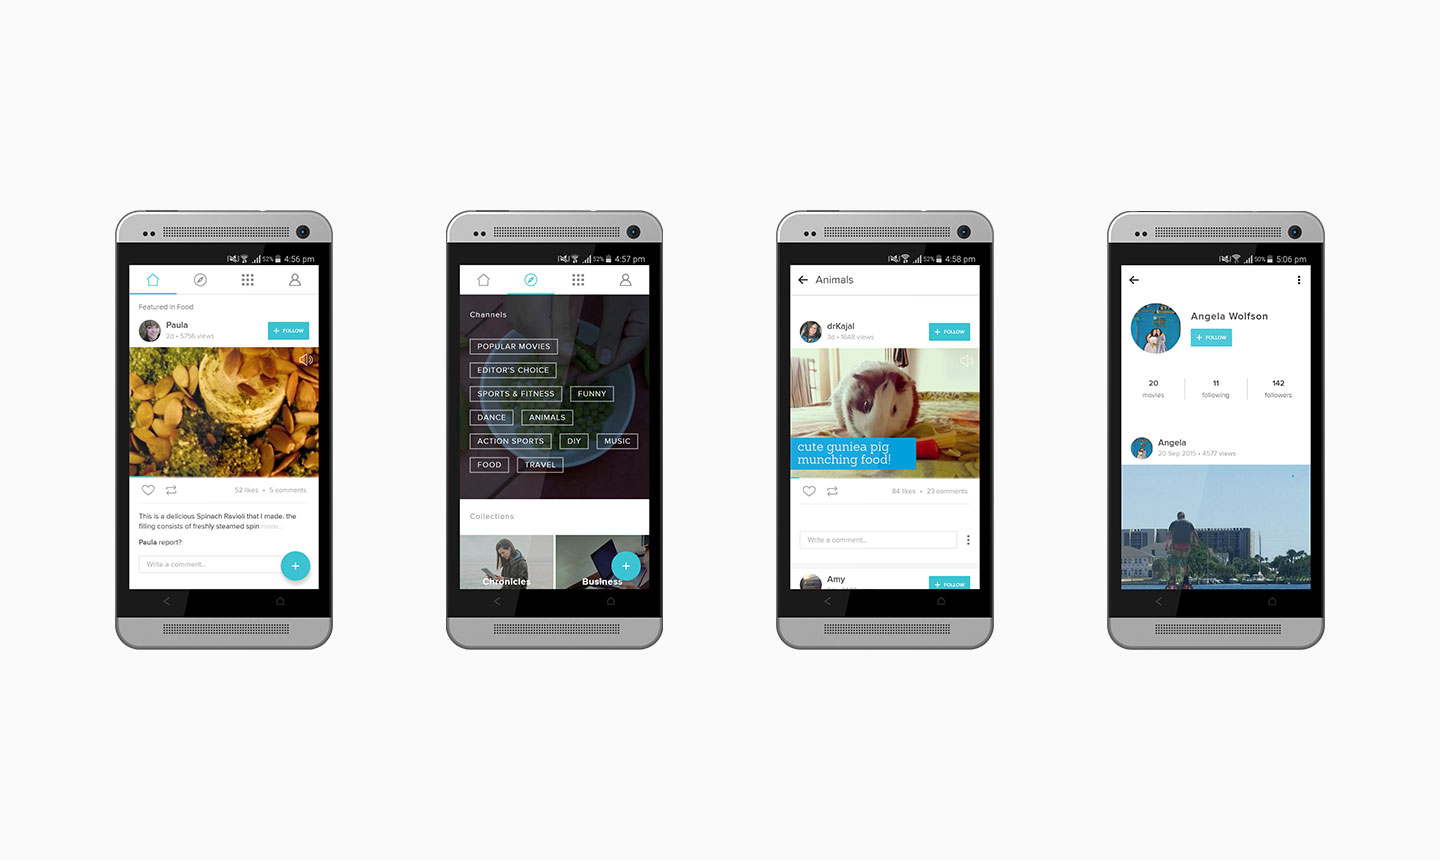 52% 4:56 pm
Featured in Food
Paula
2d • 5756 views
+ FOLLOW
52 likes • 5 comments
This is a delicious Spinach Ravioli that I made. the
filling consists of freshly steamed spin more...
Paula report?
Write a comment...
+
52% 4:57 pm
Channels
POPULAR MOVIES
EDITOR'S CHOICE
SPORTS & FITNESS FUNNY
DANCE ANIMALS
ACTION SPORTS DIY MUSIC
FOOD TRAVEL
Collections
Chronicles Business
+
52% 4:58 pm
Animals
drKajal
3d • 1648 views
+ FOLLOW
cute guniea pig
munching food!
84 likes • 23 comments
Write a comment...
Amy
+ FOLLOW
50% 5:06 pm
Angela Wolfson
+ FOLLOW
20 11 142
movies following followers
Angela
20 Sep 2015 • 4577 views